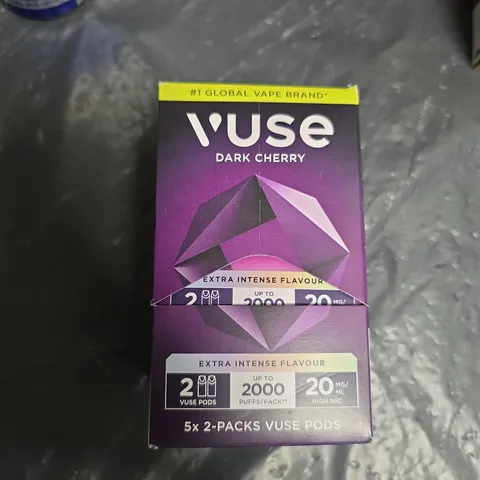 #1 GLOBAL VAPE BRAND*
VUSE
DARK CHERRY
EXTRA INTENSE FLAVOUR
2 UP TO 2000 20 MG/
EXTRA INTENSE FLAVOUR
2 VUSE PODS
UP TO 2000 PUFFS/PACK**
20 MG/ML HIGH NIC
5x 2-PACKS VUSE PODS